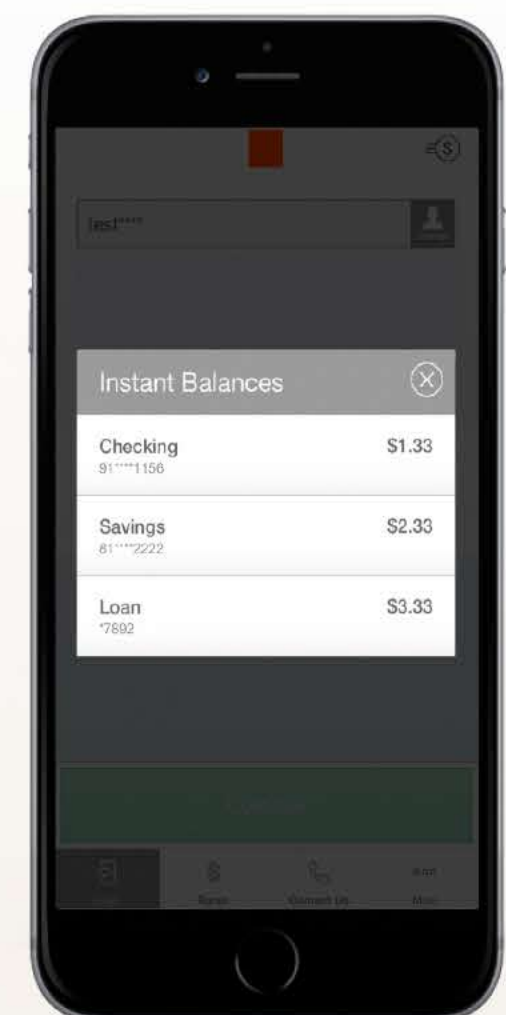 test****
Instant Balances
Checking $1.33
91****1156
Savings $2.33
81****2222
Loan $3.33
*7892
Contact Us
More